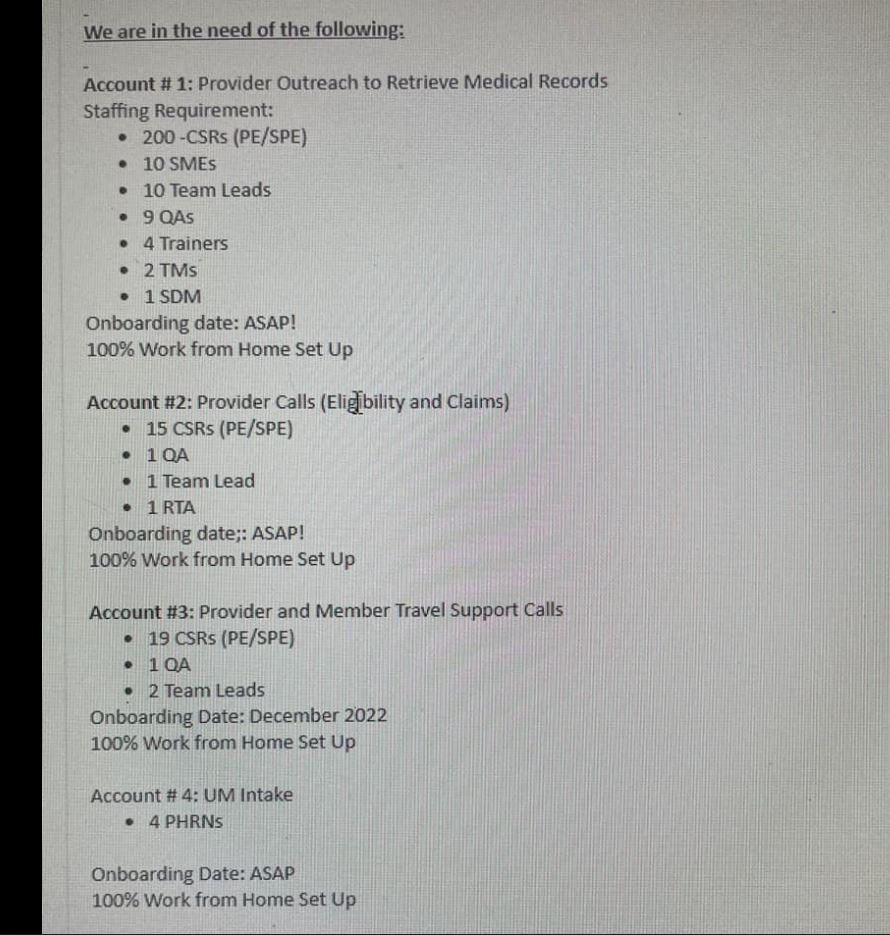 We are in the need of the following:
Account # 1: Provider Outreach to Retrieve Medical Records
Staffing Requirement:
• 200 -CSRs (PE/SPE)
• 10 SMEs
• 10 Team Leads
• 9 QAs
• 4 Trainers
• 2 TMs
• 1 SDM
Onboarding date: ASAP!
100% Work from Home Set Up
Account #2: Provider Calls (Eligibility and Claims)
• 15 CSRs (PE/SPE)
• 1 QA
• 1 Team Lead
• 1 RTA
Onboarding date;: ASAP!
100% Work from Home Set Up
Account #3: Provider and Member Travel Support Calls
• 19 CSRs (PE/SPE)
• 1 QA
• 2 Team Leads
Onboarding Date: December 2022
100% Work from Home Set Up
Account # 4: UM Intake
• 4 PHRNs
Onboarding Date: ASAP
100% Work from Home Set Up